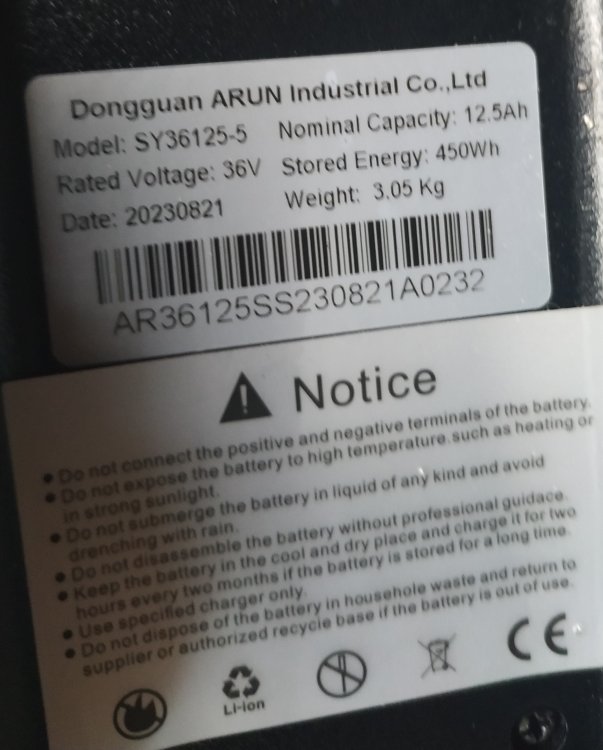 Dongguan ARUN Industrial Co.,Ltd
Model: SY36125-5 Nominal Capacity: 12.5Ah
Rated Voltage: 36V Stored Energy: 450Wh
Date: 20230821 Weight: 3.05 Kg
AR36125SS230821A0232
Notice
● Do not connect the positive and negative terminals of the battery.
● Do not expose the battery to high temperature such as heating or
in strong sunlight.
● Do not submerge the battery in liquid of any kind and avoid
drenching with rain.
● Do not disassemble the battery without professional guidace.
● Keep the battery in the cool and dry place and charge it for two
hours every two months if the battery is stored for a long time.
● Use specified charger only.
● Do not dispose of the battery in household waste and return to
supplier or authorized recycle base if the battery is out of use.
Li-ion
CE